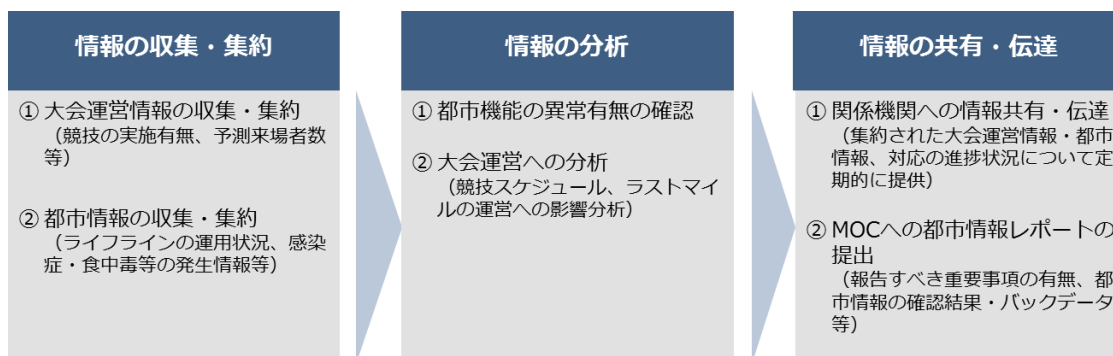 情報の収集・集約
① 大会運営情報の収集・集約
（競技の実施有無、予測来場者数
等）
② 都市情報の収集・集約
（ライフラインの運用状況、感染
症・食中毒等の発生情報等）
情報の分析
① 都市機能の異常有無の確認
② 大会運営への分析
（競技スケジュール、ラストマイ
ルの運営への影響分析）
情報の共有・伝達
① 関係機関への情報共有・伝達
（集約された大会運営情報・都市
情報、対応の進捗状況について定
期的に提供）
② MOCへの都市情報レポートの
提出
（報告すべき重要事項の有無、都
市情報の確認結果・バックデータ
等）